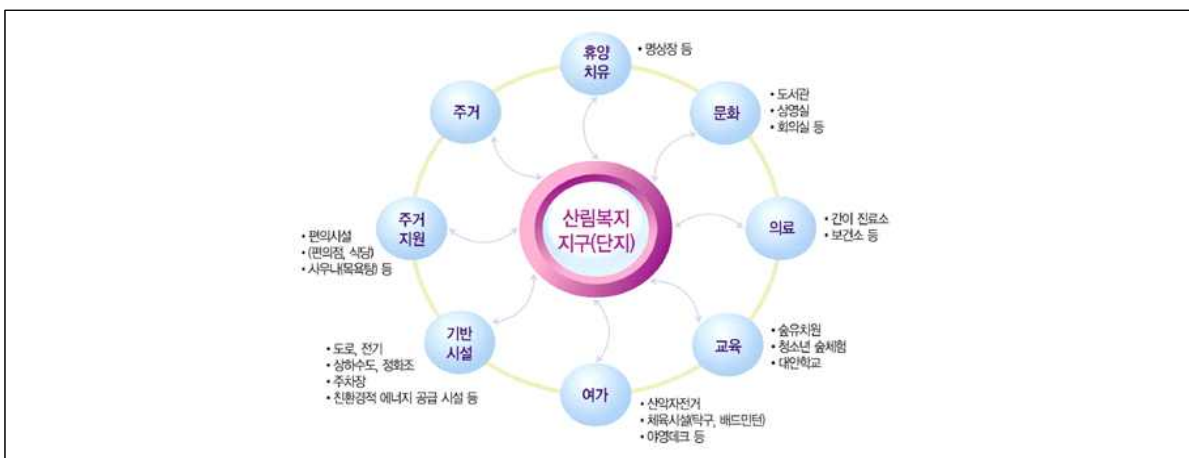 휴양
치유
• 명상장 등
문화
• 도서관
• 상영실
• 회의실 등
의료
• 간이 진료소
• 보건소 등
교육
• 숲유치원
• 청소년 숲체험
• 대안학교
여가
• 산악자전거
• 체육시설(탁구, 배드민턴)
• 야영데크 등
기반
시설
• 도로, 전기
• 상하수도, 정화조
• 주차장
• 친환경적 에너지 공급 시설 등
주거
지원
• 편의시설
• (편의점, 식당)
• 사우나(목욕탕) 등
주거
산림복지
지구(단지)